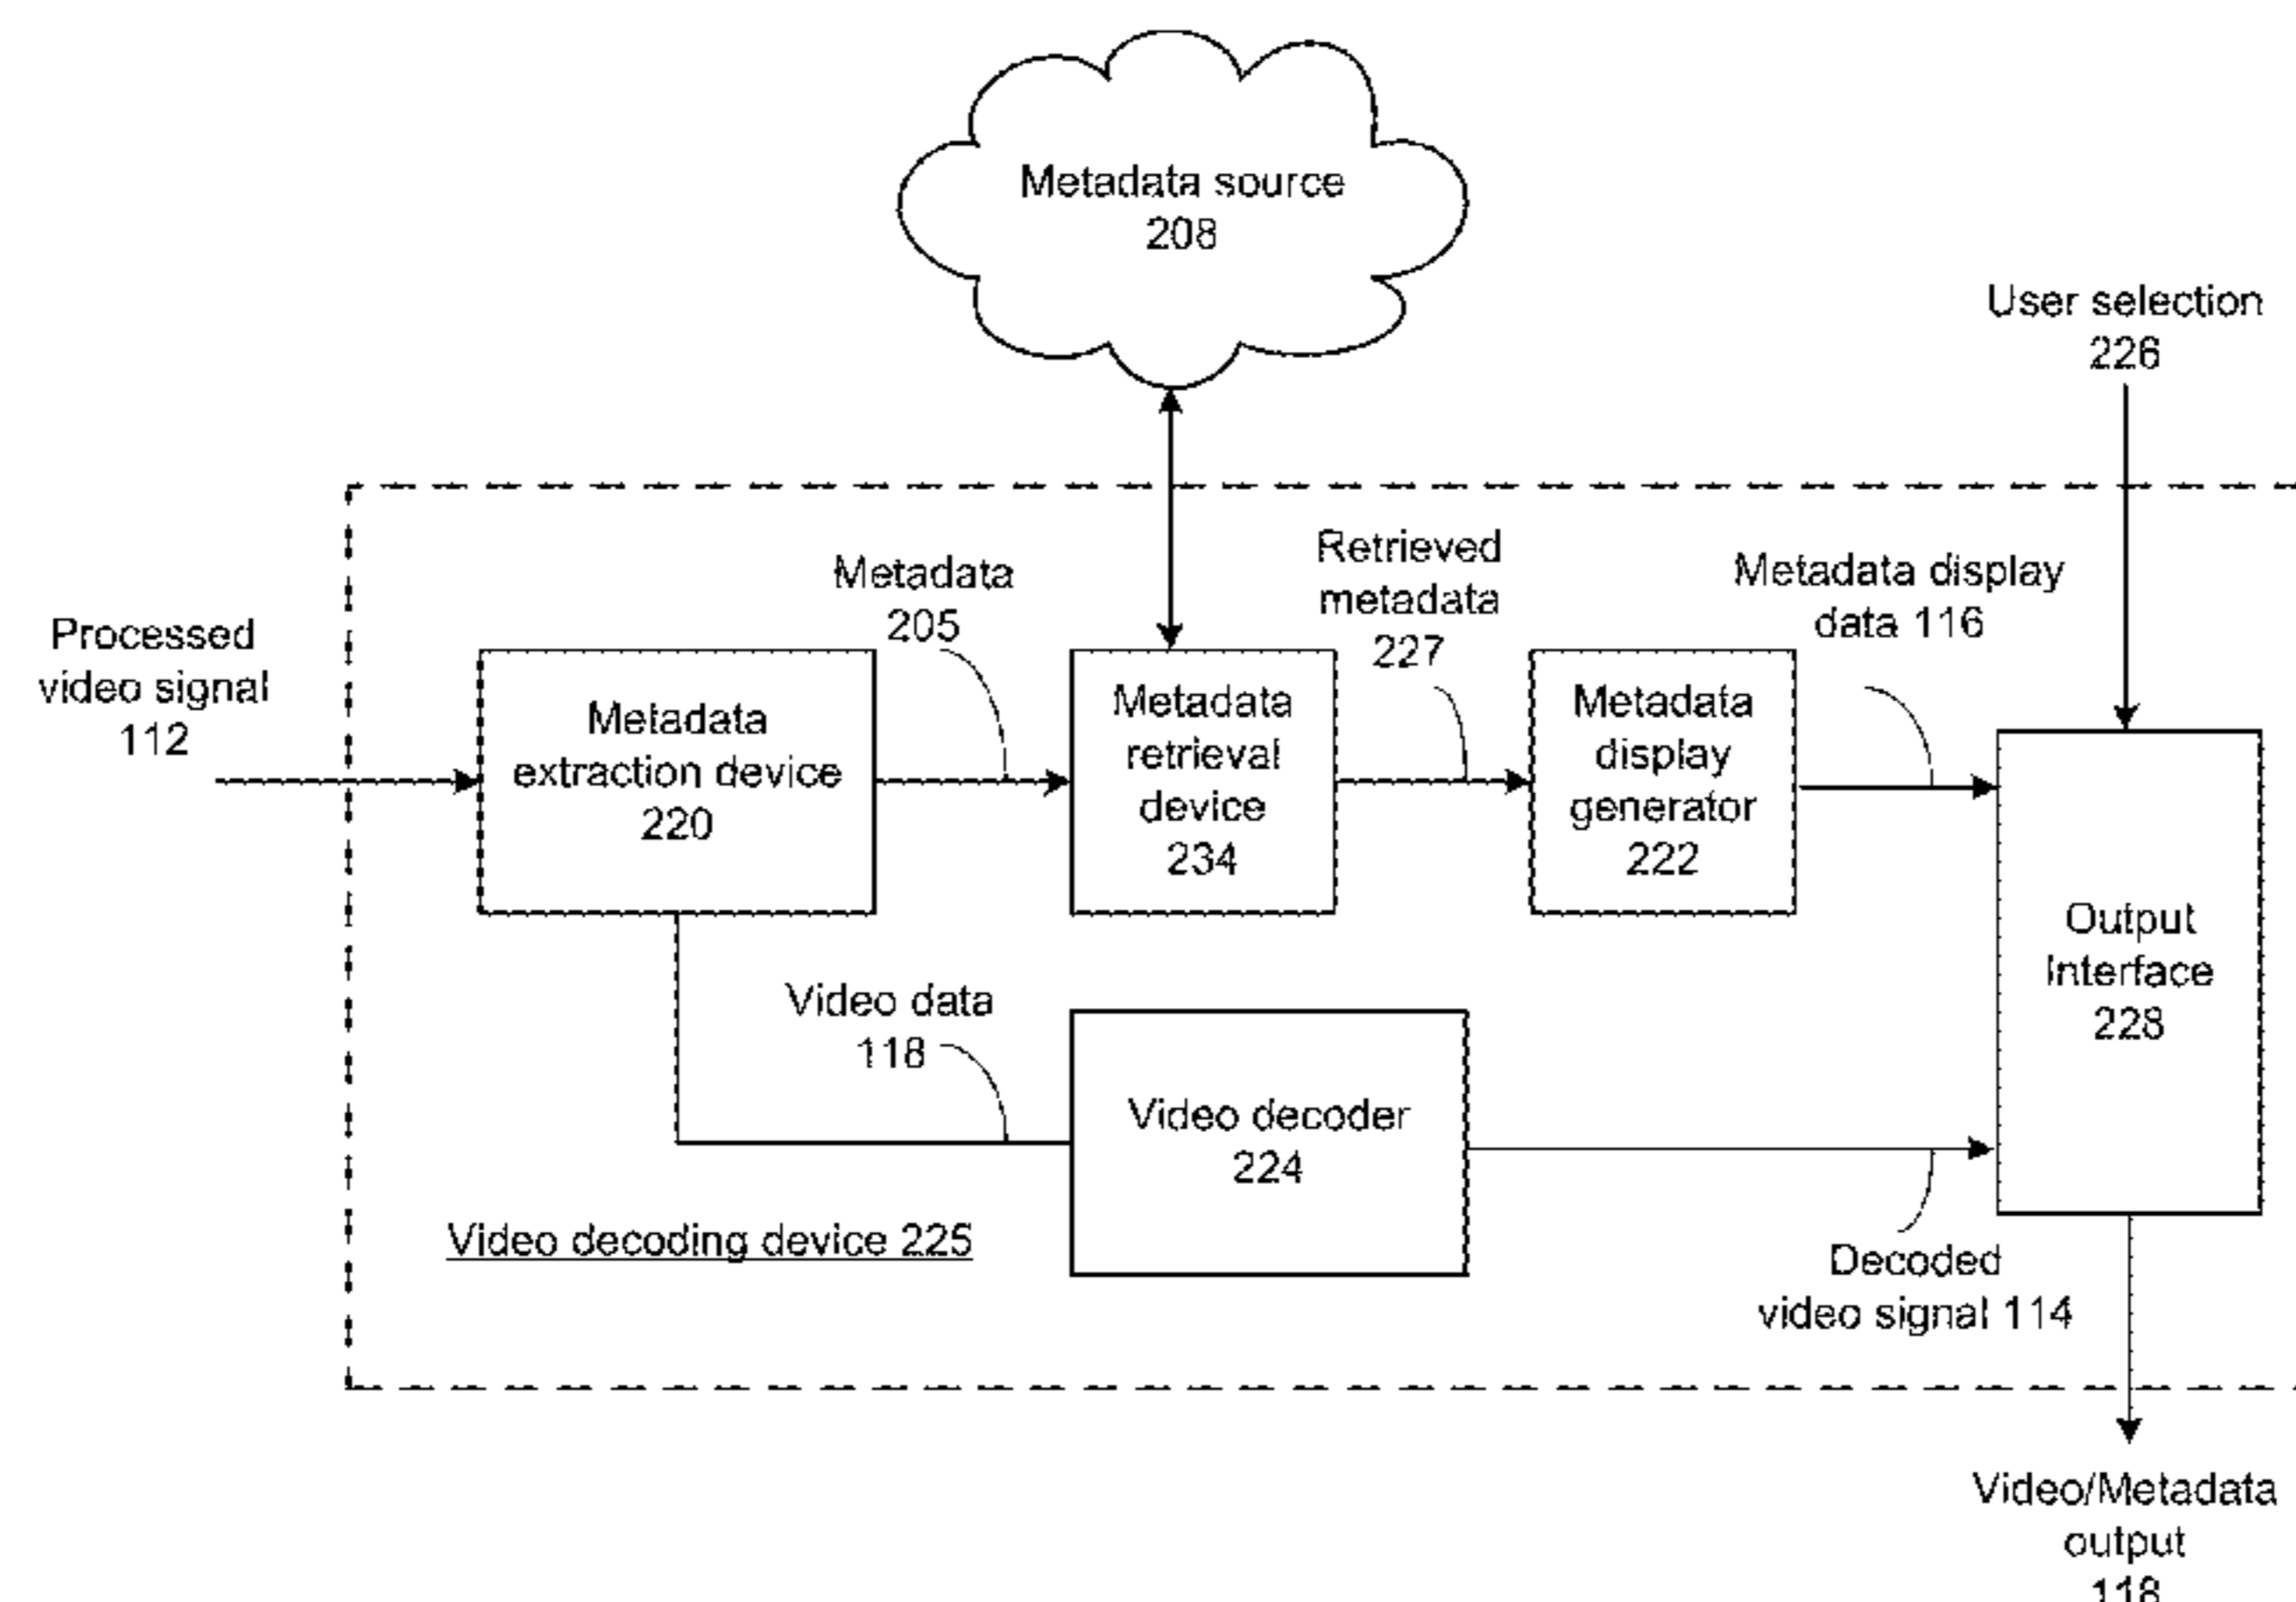 Metadata source
208
User selection
226
Processed
video signal
112
Metadata
205
Retrieved
metadata
227
Metadata display
data 116
Metadata
extraction device
220
Metadata
retrieval
device
234
Metadata
display
generator
222
Output
Interface
228
Video data
118
Video decoder
224
Video decoding device 225
Decoded
video signal 114
Video/Metadata
output
118